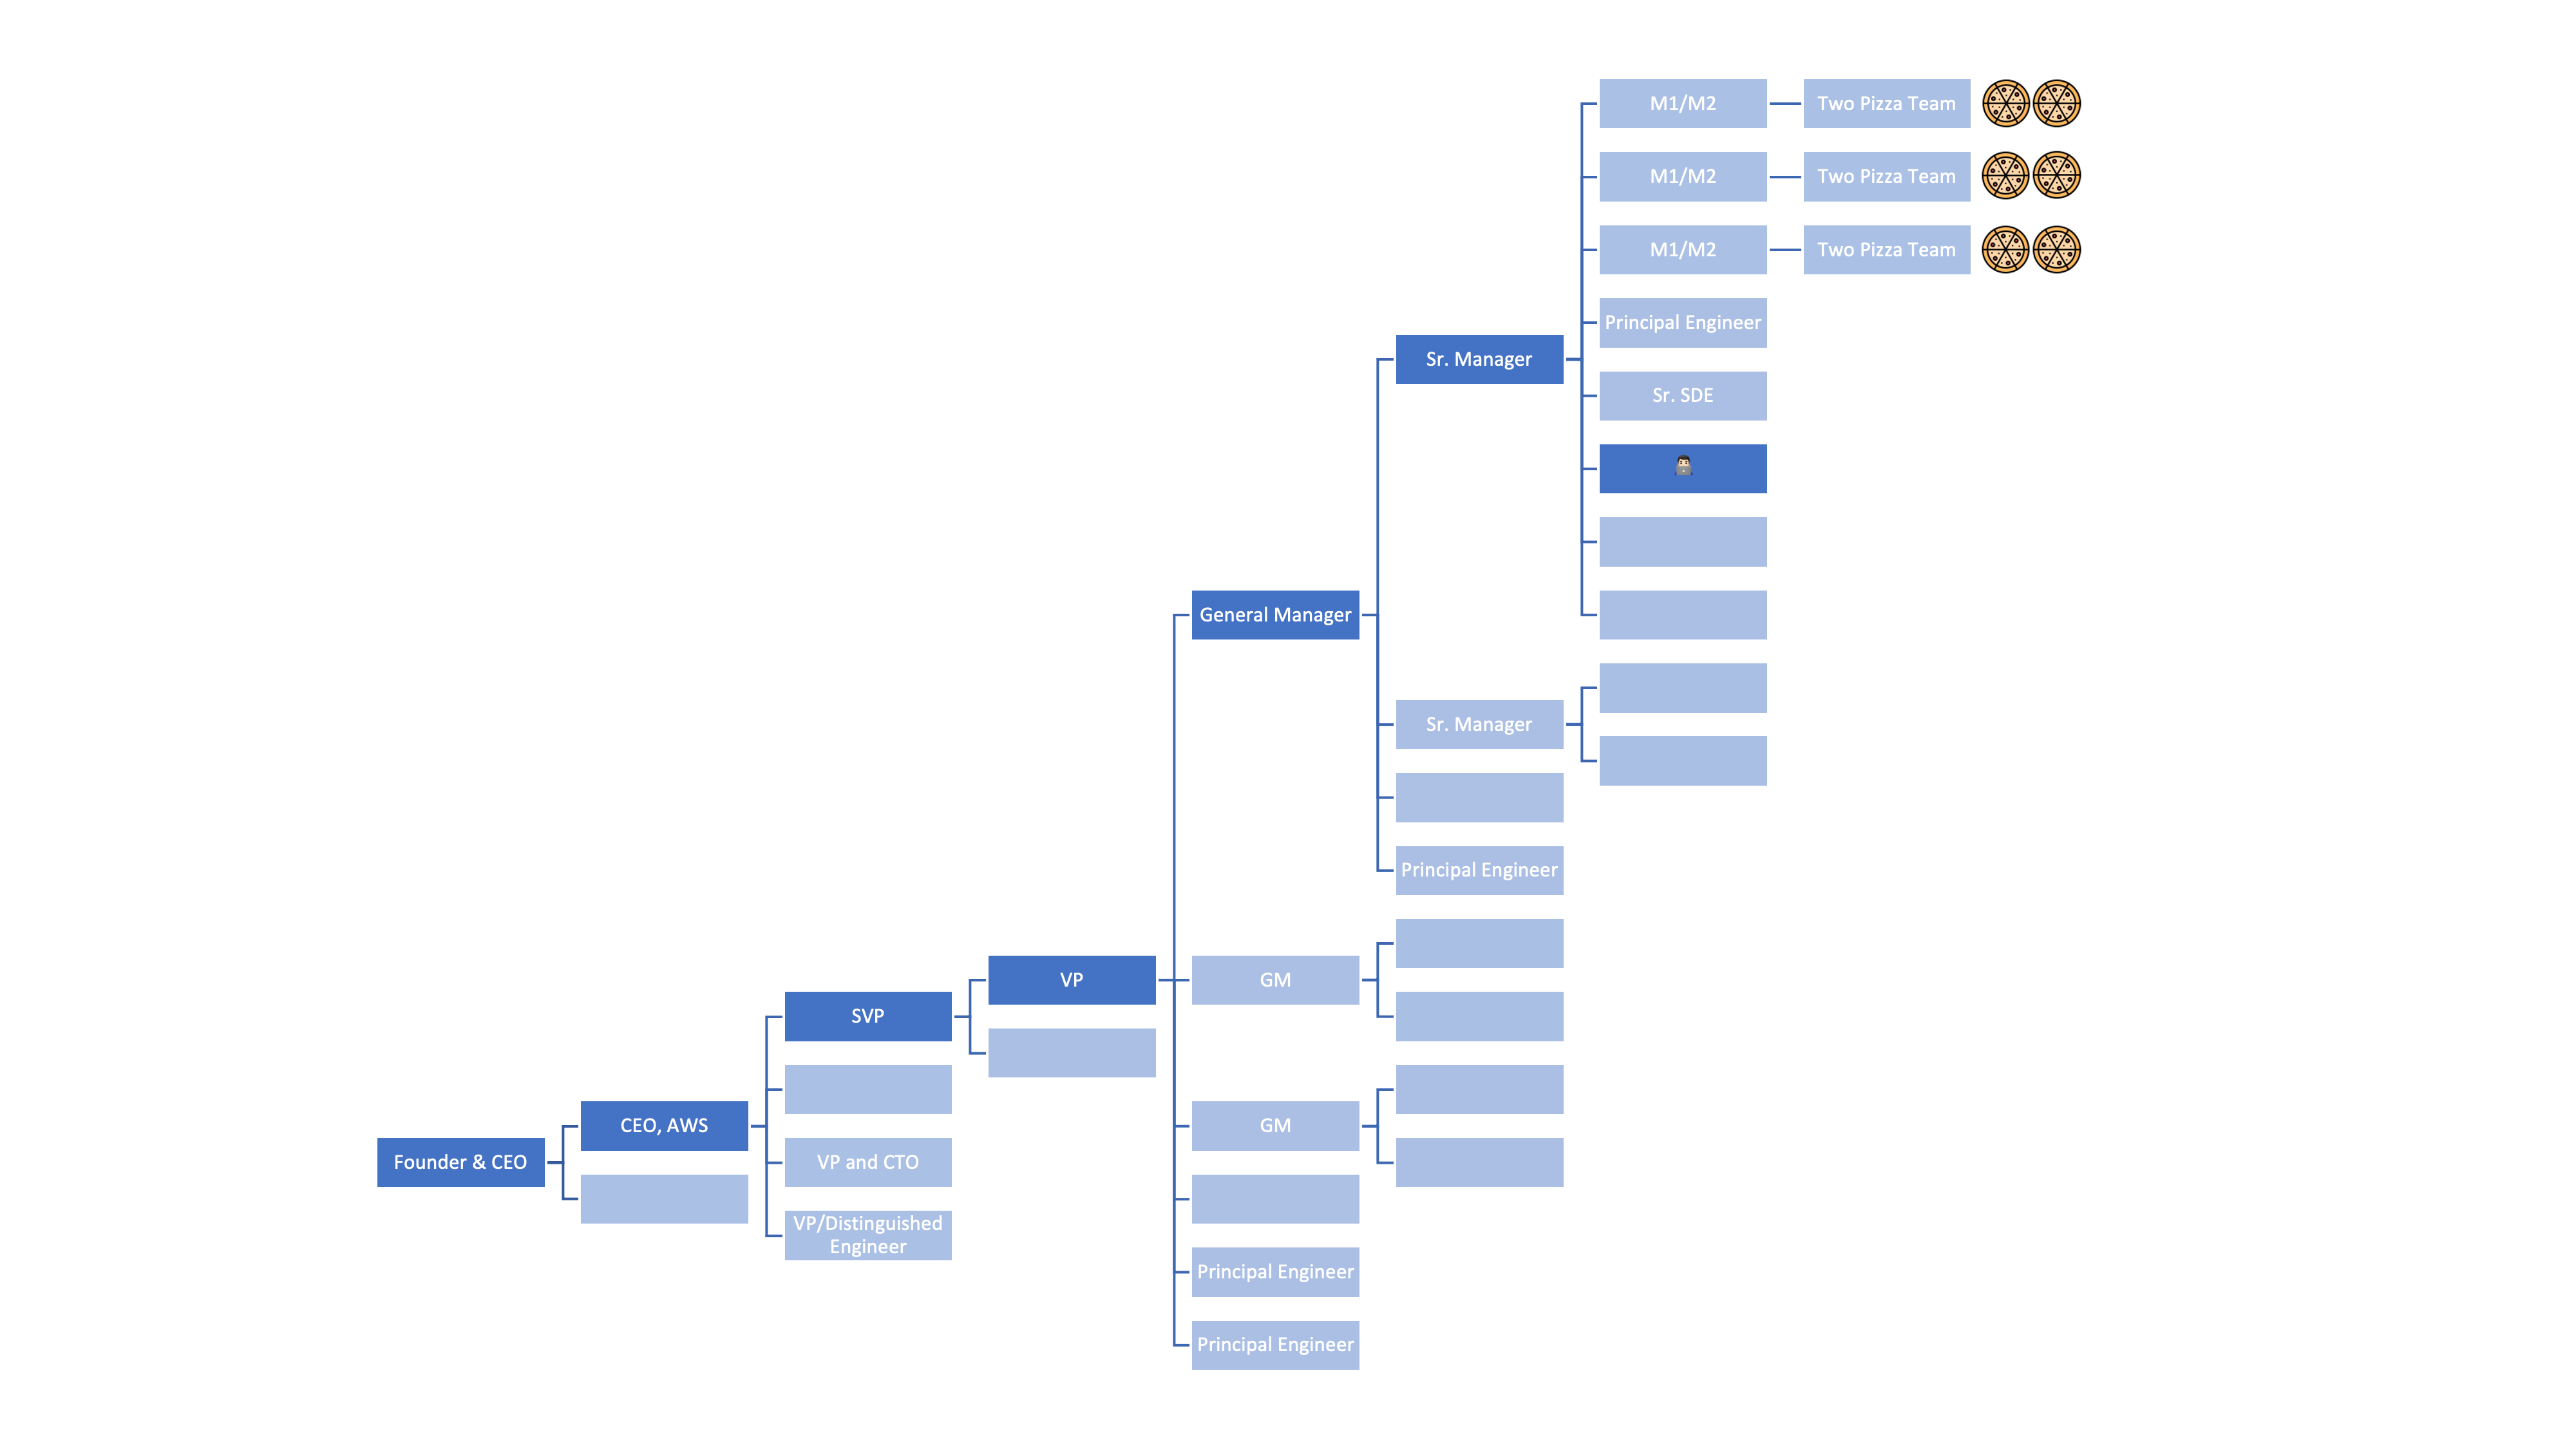 M1/M2
Two Pizza Team
M1/M2
Two Pizza Team
M1/M2
Two Pizza Team
Principal Engineer
Sr. Manager
Sr. SDE
General Manager
Sr. Manager
Principal Engineer
VP
GM
SVP
CEO, AWS
GM
Founder & CEO
VP and CTO
VP/Distinguished
Engineer
Principal Engineer
Principal Engineer